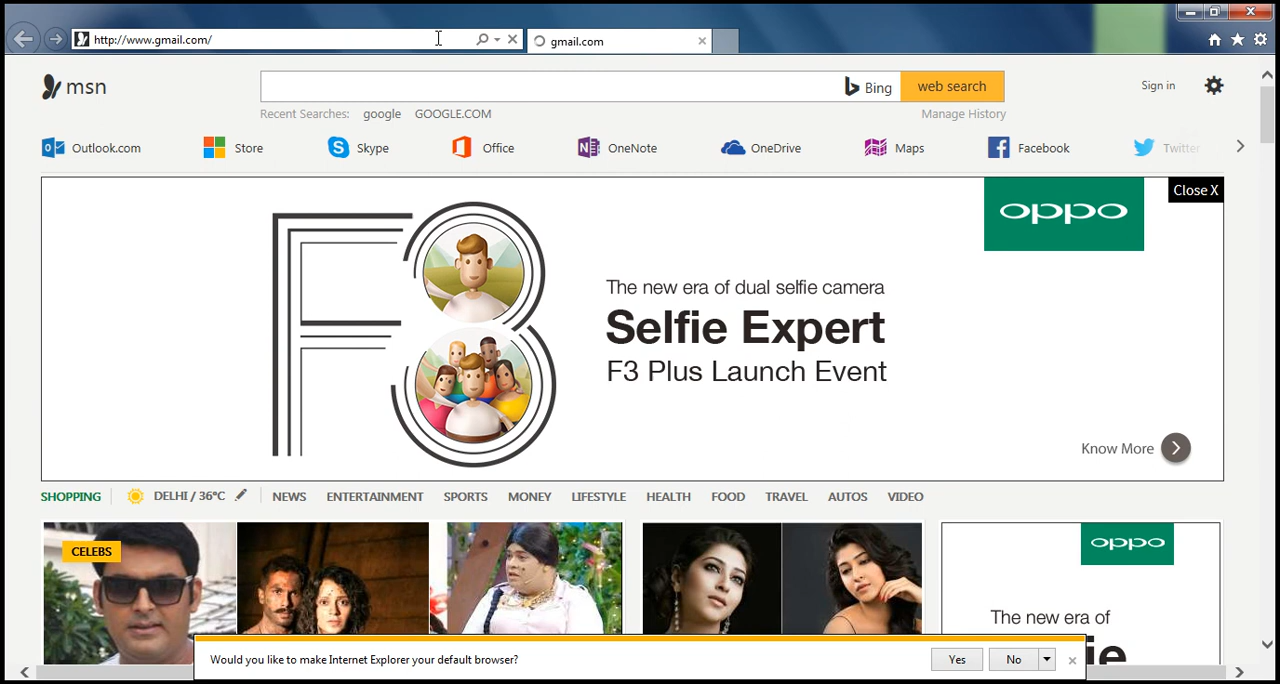 http://www.gmail.com/
gmail.com
msn
Bing
web search
Sign in
Recent Searches: google GOOGLE.COM
Manage History
Outlook.com
Store
Skype
Office
OneNote
OneDrive
Maps
Facebook
Twitter
Close X
oppo
The new era of dual selfie camera
Selfie Expert
F3 Plus Launch Event
Know More
SHOPPING
DELHI / 36°C
NEWS
ENTERTAINMENT
SPORTS
MONEY
LIFESTYLE
HEALTH
FOOD
TRAVEL
AUTOS
VIDEO
CELEBS
oppo
The new era of
Would you like to make Internet Explorer your default browser?
Yes
No